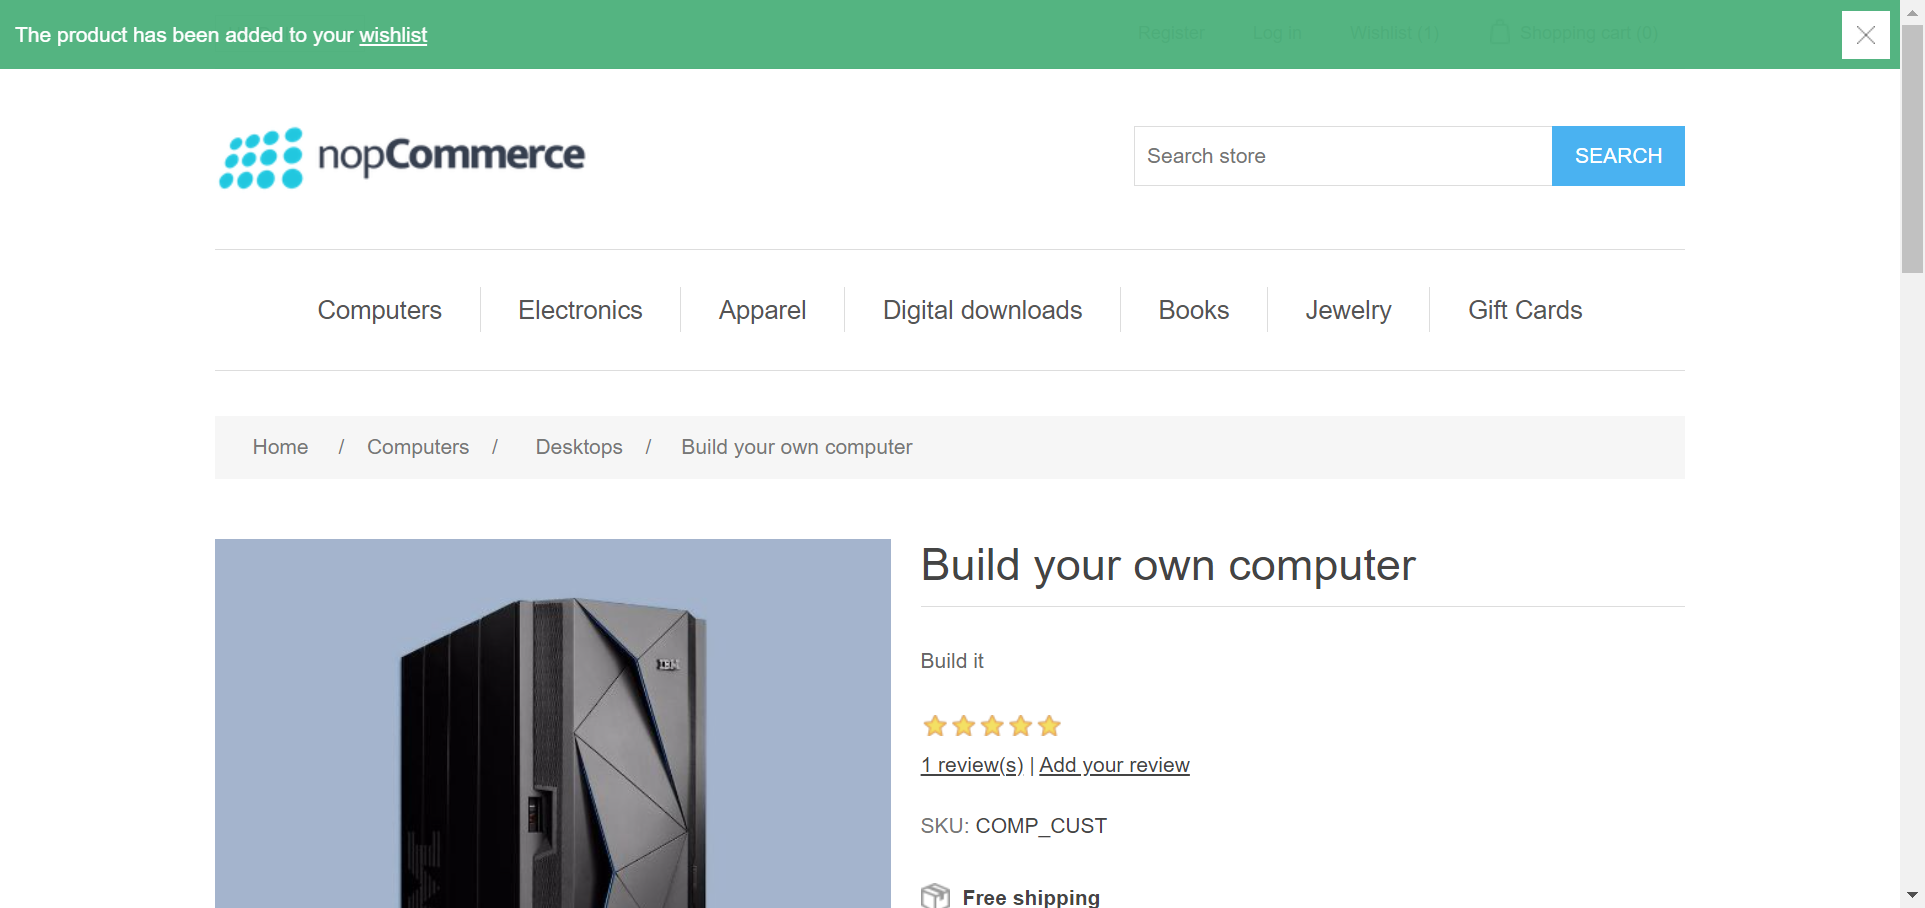 The product has been added to your wishlist
Register Log in Wishlist (1) Shopping cart (0)
nopCommerce
Search store SEARCH
Computers Electronics Apparel Digital downloads Books Jewelry Gift Cards
Home / Computers / Desktops / Build your own computer
Build your own computer
IBM
Build it
1 review(s) | Add your review
SKU: COMP_CUST
Free shipping